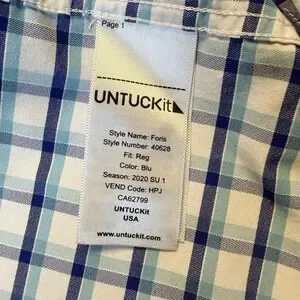 Page 1
UNTUCKit
Style Name: Foris
Style Number: 40628
Fit: Reg
Color: Blu
Season: 2020 SU 1
VEND Code: HPJ
CA62799
UNTUCKit
USA
www.untuckit.com